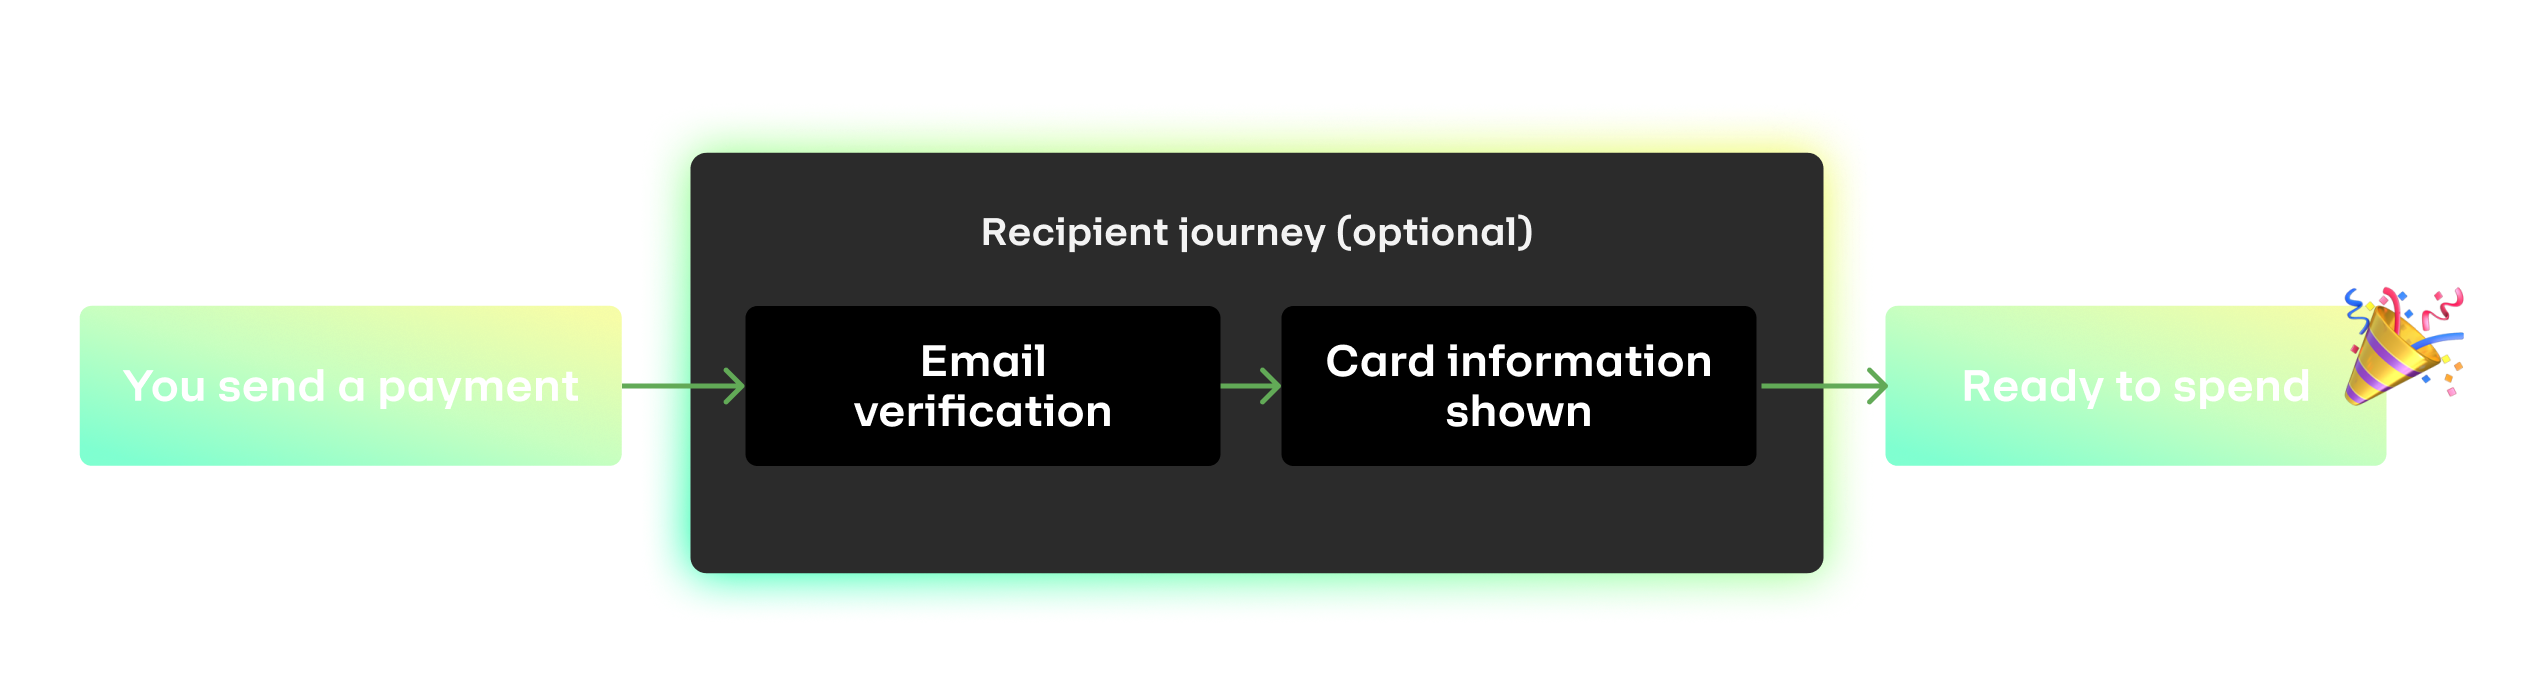 Recipient journey (optional)
You send a payment
Email
verification
Card information
shown
Ready to spend